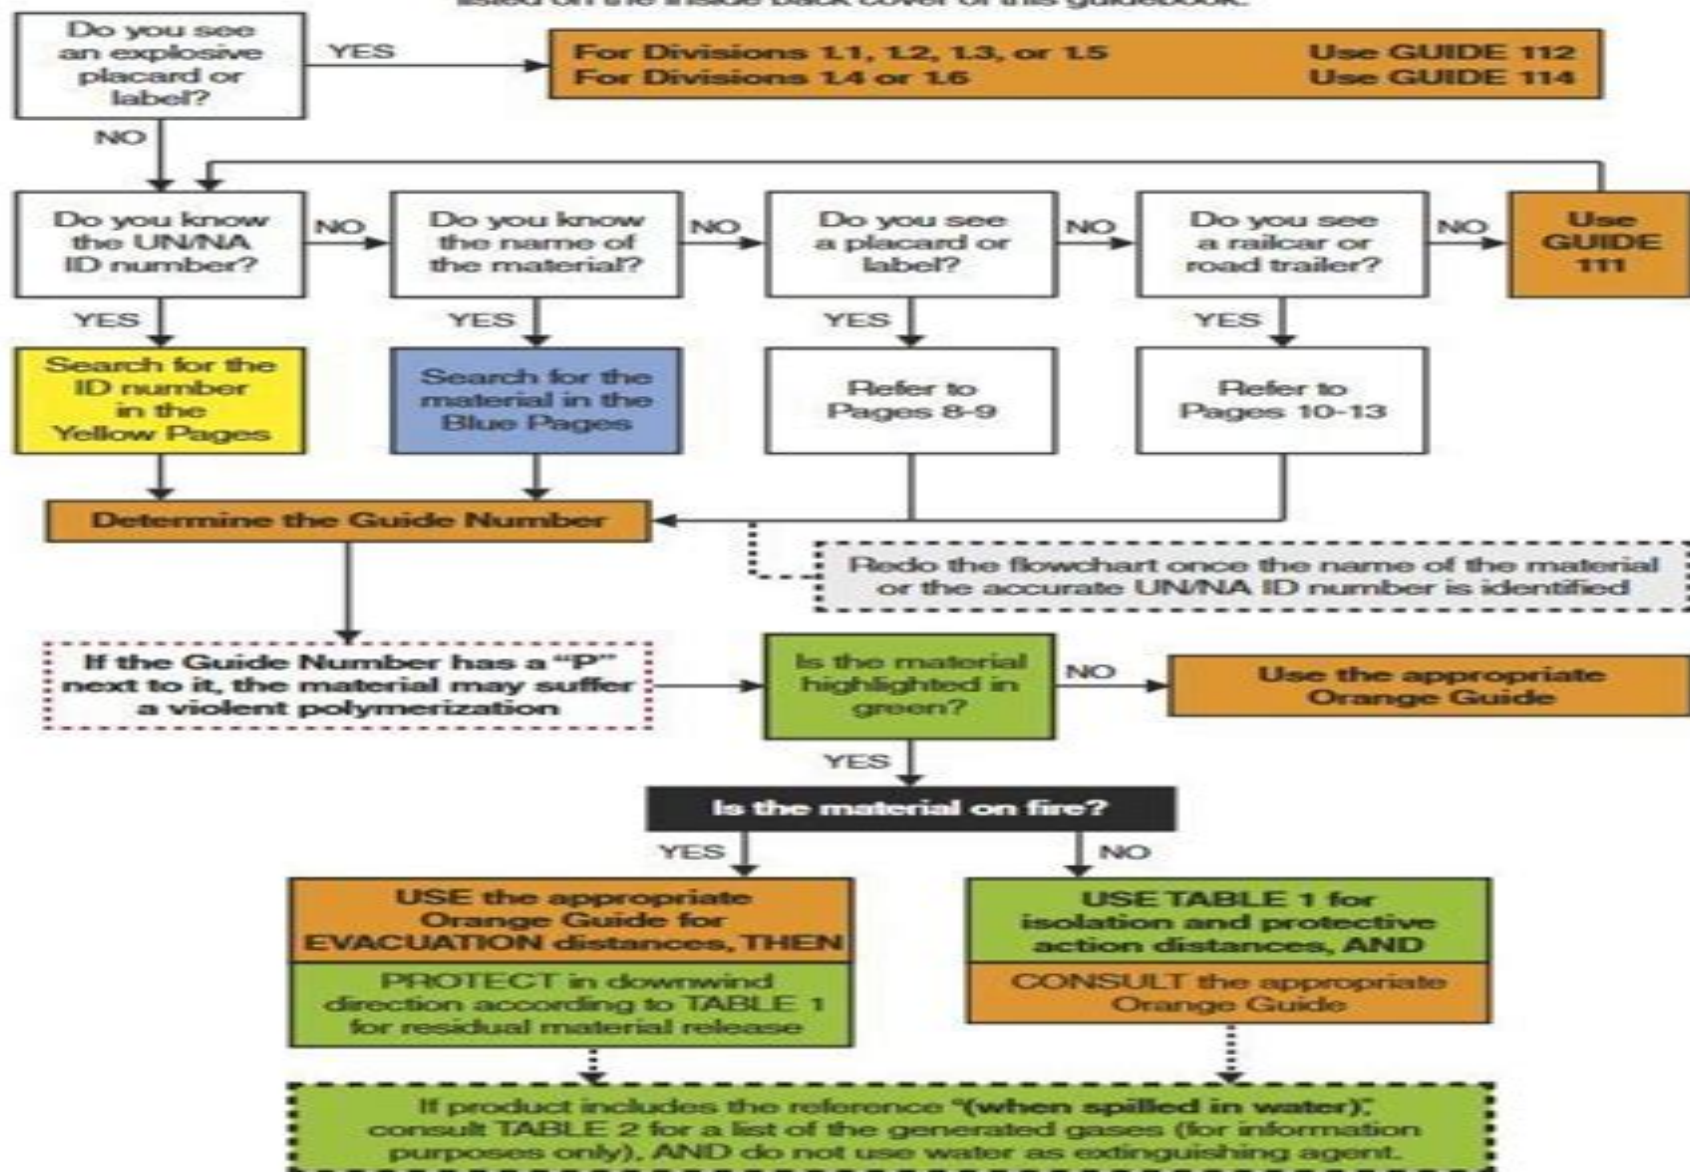 listed on the inside back cover of this guidebook.
Do you see
an explosive
placard or
label?
YES
For Divisions 1.1, 1.2, 1.3, or 1.5 Use GUIDE 112
For Divisions 1.4 or 1.6 Use GUIDE 114
NO
Do you know
the UN/NA
ID number?
NO
Do you know
the name of
the material?
NO
Do you see
a placard or
label?
NO
Do you see
a railcar or
road trailer?
NO
Use
GUIDE
111
YES
YES
YES
YES
Search for the
ID number
in the
Yellow Pages
Search for the
material in the
Blue Pages
Refer to
Pages 8-9
Refer to
Pages 10-13
Determine the Guide Number
Redo the flowchart once the name of the material
or the accurate UN/NA ID number is identified
If the Guide Number has a “P”
next to it, the material may suffer
a violent polymerization
Is the material
highlighted in
green?
NO
Use the appropriate
Orange Guide
YES
Is the material on fire?
YES
NO
USE the appropriate
Orange Guide for
EVACUATION distances, THEN
PROTECT in downwind
direction according to TABLE 1
for residual material release
USE TABLE 1 for
isolation and protective
action distances, AND
CONSULT the appropriate
Orange Guide
If product includes the reference “(when spilled in water)”,
consult TABLE 2 for a list of the generated gases (for information
purposes only), AND do not use water as extinguishing agent.